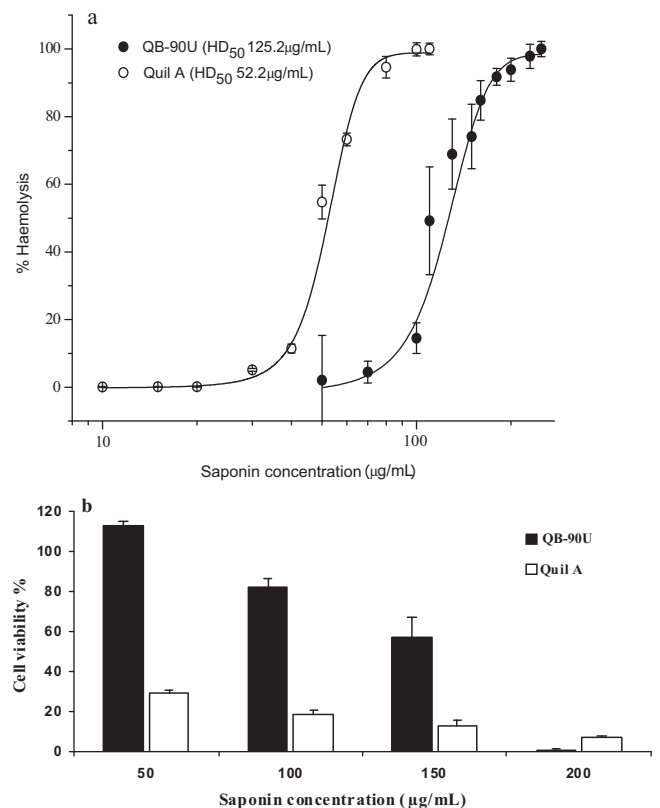 a
QB-90U (HD50 125.2µg/mL)
Quil A (HD50 52.2µg/mL)
100
80
60
40
20
0
% Haemolysis
10
100
Saponin concentration (µg/mL)
b
QB-90U
Quil A
120
100
80
60
40
20
0
Cell viability %
50
100
150
200
Saponin concentration (µg/mL)